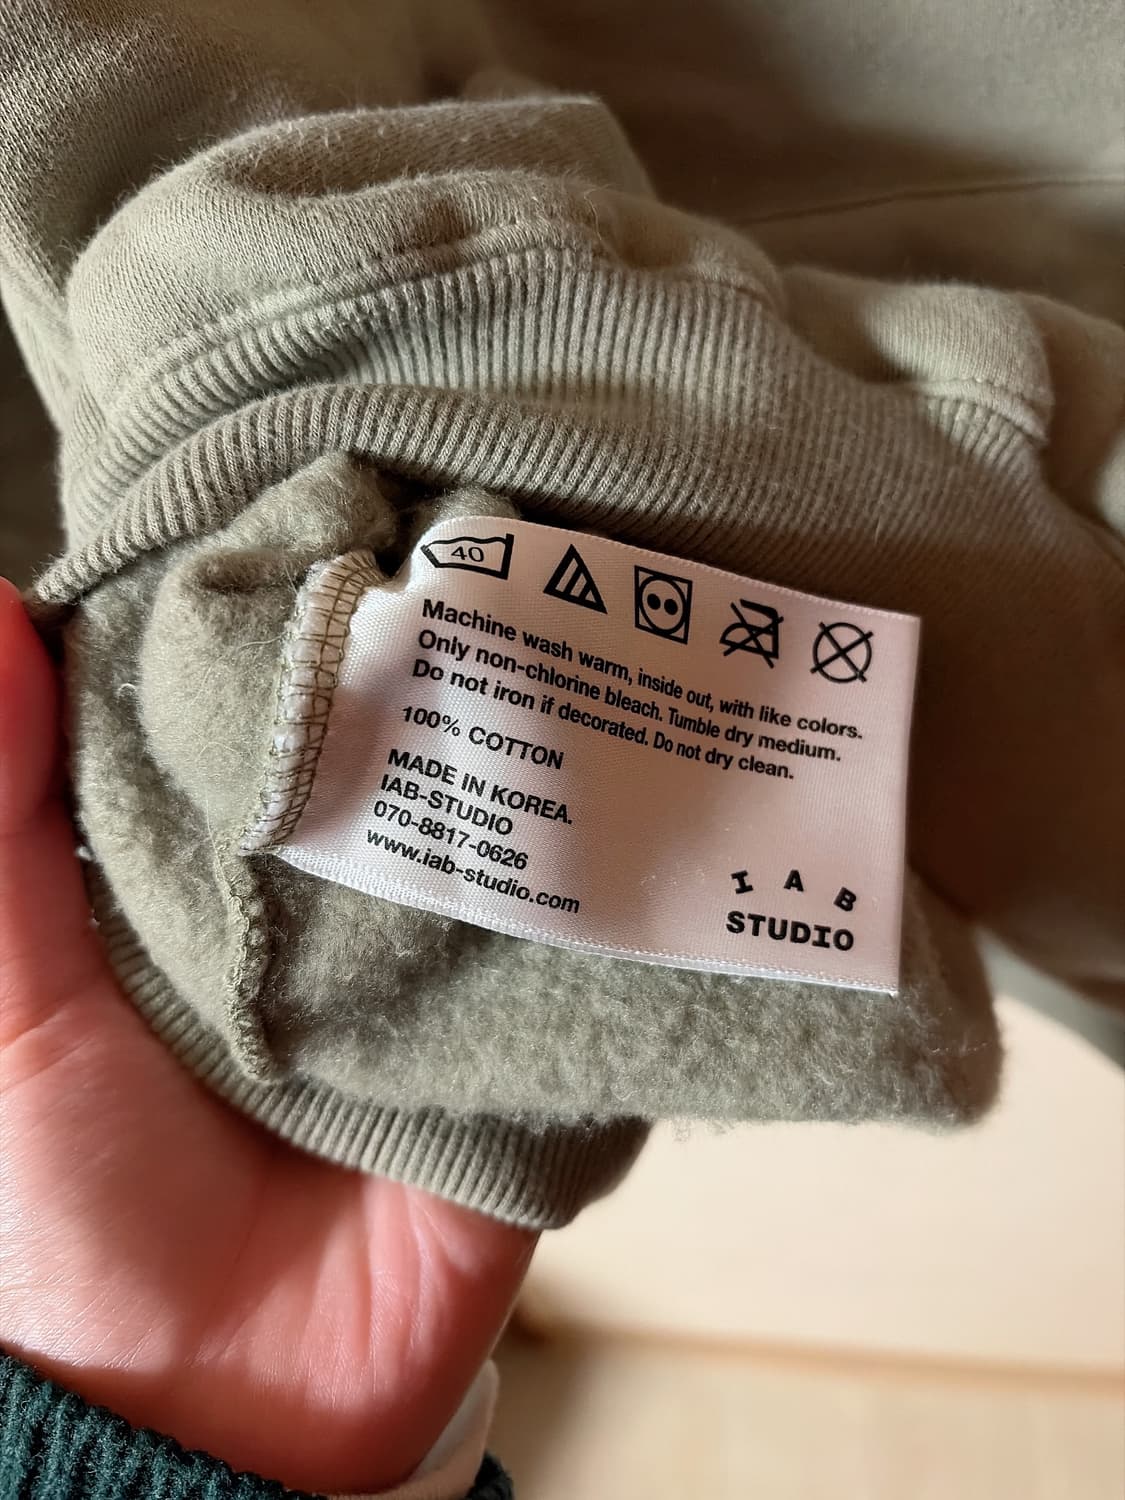 40
Machine wash warm, inside out, with like colors.
Only non-chlorine bleach. Tumble dry medium.
Do not iron if decorated. Do not dry clean.
100% COTTON
MADE IN KOREA.
IAB-STUDIO
070-8817-0626
www.iab-studio.com
IAB
STUDIO